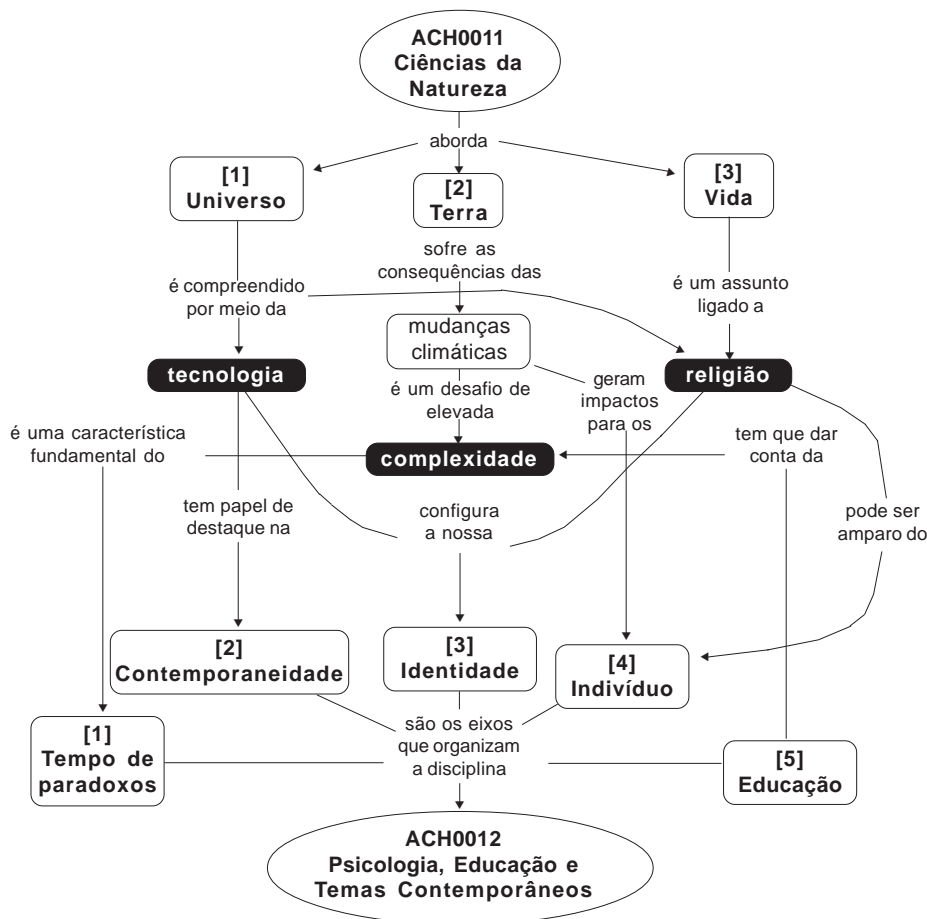 ACH0011
Ciências da
Natureza
aborda
[1]
Universo
[2]
Terra
[3]
Vida
sofre as
consequências das
é compreendido
por meio da
é um assunto
ligado a
mudanças
climáticas
tecnologia
religião
é um desafio de
elevada
geram
impactos
para os
é uma característica
fundamental do
complexidade
tem que dar
conta da
tem papel de
destaque na
configura
a nossa
pode ser
amparo do
[2]
Contemporaneidade
[3]
Identidade
[4]
Indivíduo
[1]
Tempo de
paradoxos
são os eixos
que organizam
a disciplina
[5]
Educação
ACH0012
Psicologia, Educação e
Temas Contemporâneos